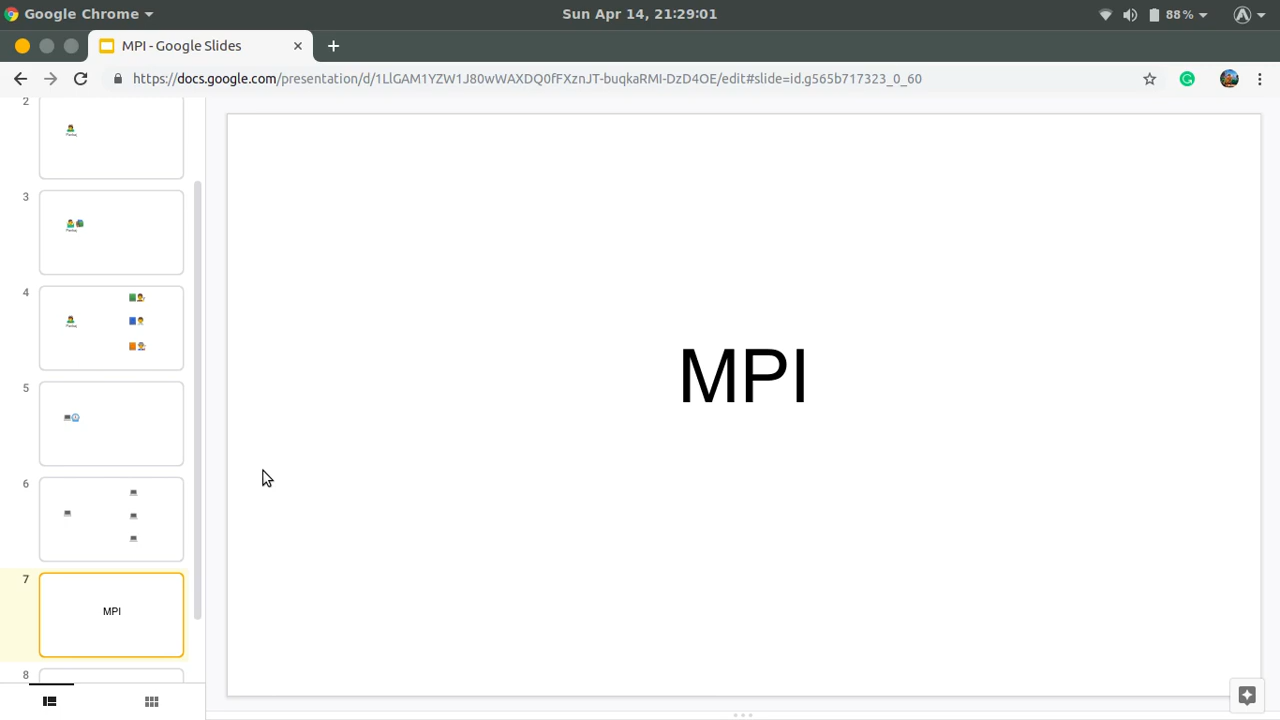 Google Chrome
Sun Apr 14, 21:29:01
88%
MPI - Google Slides
https://docs.google.com/presentation/d/1LlGAM1YZW1J80wWAXDQ0fFXznJT-buqkaRMI-DzD4OE/edit#slide=id.g565b717323_0_60
2
3
4
5
6
7
MPI
8
MPI